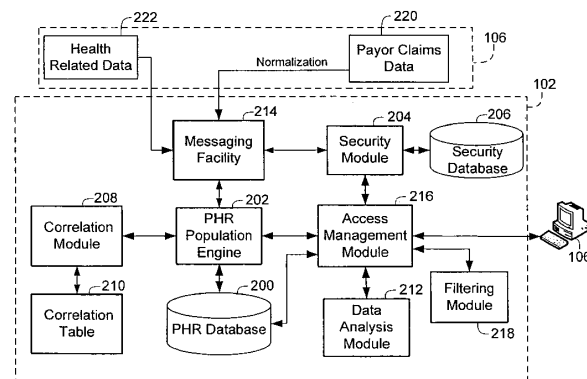 222
Health
Related Data
220
Payor Claims
Data
106
Normalization
102
214
Messaging
Facility
204
Security
Module
206
Security
Database
208
Correlation
Module
202
PHR
Population
Engine
216
Access
Management
Module
106
210
Correlation
Table
200
PHR Database
212
Data
Analysis
Module
Filtering
Module
218